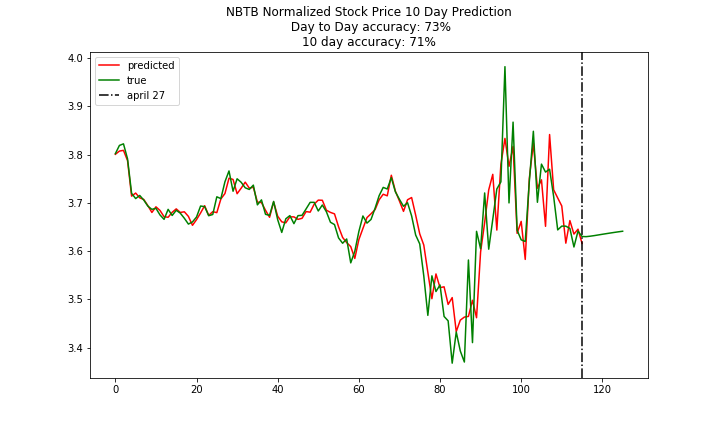 NBTB Normalized Stock Price 10 Day Prediction
Day to Day accuracy: 73%
10 day accuracy: 71%
predicted
true
april 27
4.0
3.9
3.8
3.7
3.6
3.5
3.4
0 20 40 60 80 100 120